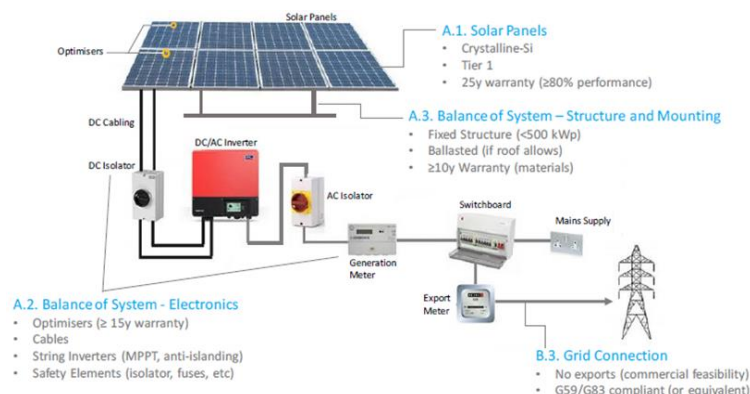 Solar Panels
A.1. Solar Panels
• Crystalline-Si
• Tier 1
• 25y warranty (≥80% performance)
Optimisers
A.3. Balance of System – Structure and Mounting
• Fixed Structure (<500 kWp)
• Ballasted (if roof allows)
• ≥10y Warranty (materials)
DC Cabling
DC/AC Inverter
DC Isolator
AC Isolator
Switchboard
Mains Supply
Generation
Meter
Export
Meter
A.2. Balance of System - Electronics
• Optimisers (≥ 15y warranty)
• Cables
• String Inverters (MPPT, anti-islanding)
• Safety Elements (isolator, fuses, etc)
B.3. Grid Connection
• No exports (commercial feasibility)
• G59/G83 compliant (or equivalent)